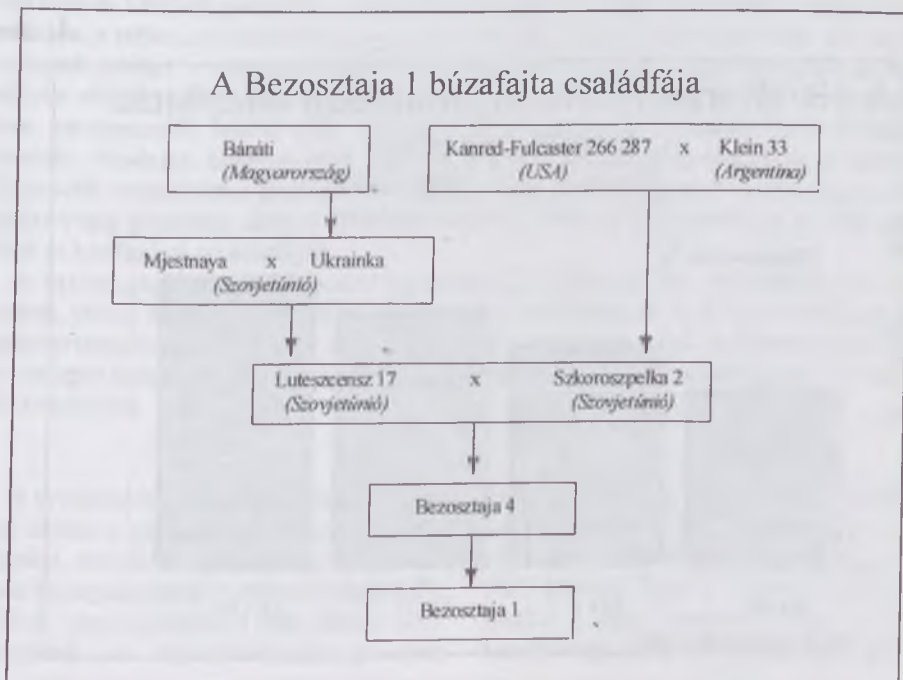 A Bezosztaja 1 búzafajta családfája
Bánáti
(Magyarország)
Kanred-Fulcaster 266 287 x Klein 33
(USA) (Argentina)
Mjestnaya x Ukrainka
(Szovjetúnió)
Luteszcensz 17 x Szkoroszpelka 2
(Szovjetúnió) (Szovjetúnió)
Bezosztaja 4
Bezosztaja 1